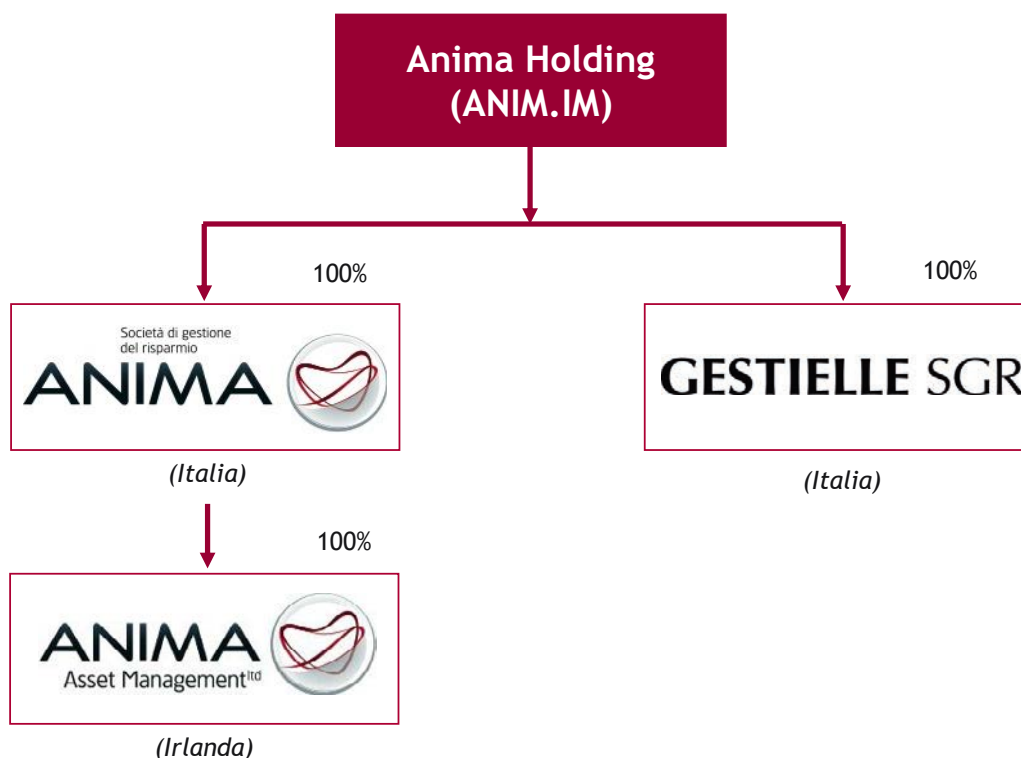 Anima Holding
(ANIM.IM)
100%
100%
Società di gestione
del risparmio
ANIMA
GESTIELLE SGR
(Italia)
(Italia)
100%
ANIMA
Asset Management ltd
(Irlanda)